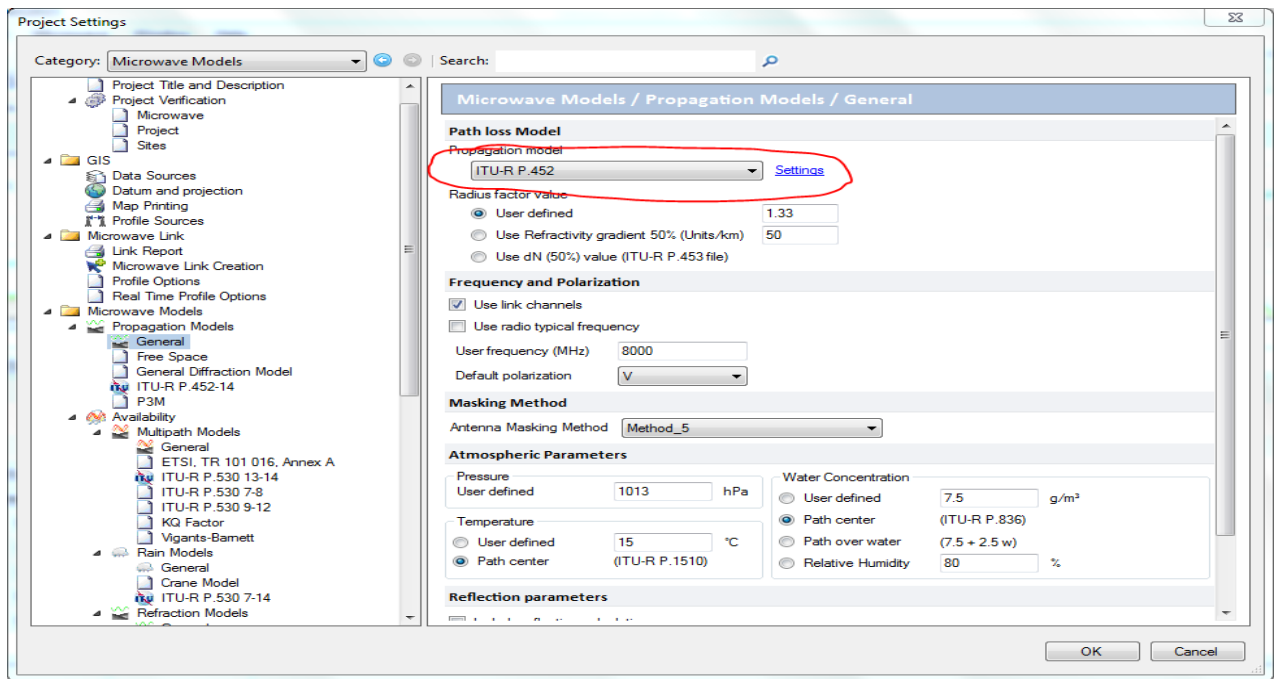 Project Settings
Category: Microwave Models Search:
Project Title and Description
Project Verification
Microwave
Project
Sites
GIS
Data Sources
Datum and projection
Map Printing
Profile Sources
Microwave Link
Link Report
Microwave Link Creation
Profile Options
Real Time Profile Options
Microwave Models
Propagation Models
General
Free Space
General Diffraction Model
ITU-R P.452-14
P3M
Availability
Multipath Models
General
ETSI, TR 101 016, Annex A
ITU-R P.530 13-14
ITU-R P.530 7-8
ITU-R P.530 9-12
KQ Factor
Vigants-Barnett
Rain Models
General
Crane Model
ITU-R P.530 7-14
Refraction Models
Microwave Models / Propagation Models / General
Path loss Model
Propagation model
ITU-R P.452 Settings
Radius factor value
User defined 1.33
Use Refractivity gradient 50% (Units/km) 50
Use dN (50%) value (ITU-R P.453 file)
Frequency and Polarization
Use link channels
Use radio typical frequency
User frequency (MHz) 8000
Default polarization V
Masking Method
Antenna Masking Method Method_5
Atmospheric Parameters
Pressure
User defined 1013 hPa
Temperature
User defined 15 °C
Path center (ITU-R P.1510)
Water Concentration
User defined 7.5 g/m³
Path center (ITU-R P.836)
Path over water (7.5 + 2.5 w)
Relative Humidity 80 %
Reflection parameters
OK Cancel